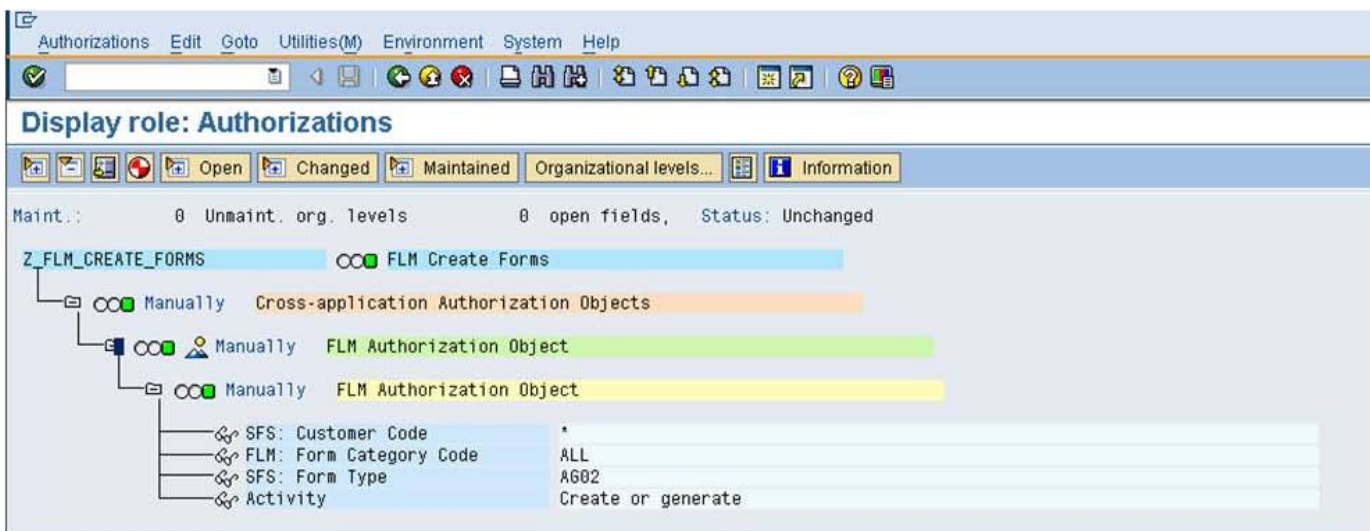 Authorizations Edit Goto Utilities(M) Environment System Help
Display role: Authorizations
Open Changed Maintained Organizational levels... Information
Maint.: 0 Unmaint. org. levels 0 open fields, Status: Unchanged
Z_FLM_CREATE_FORMS FLM Create Forms
Manually Cross-application Authorization Objects
Manually FLM Authorization Object
Manually FLM Authorization Object
SFS: Customer Code *
FLM: Form Category Code ALL
SFS: Form Type AG02
Activity Create or generate